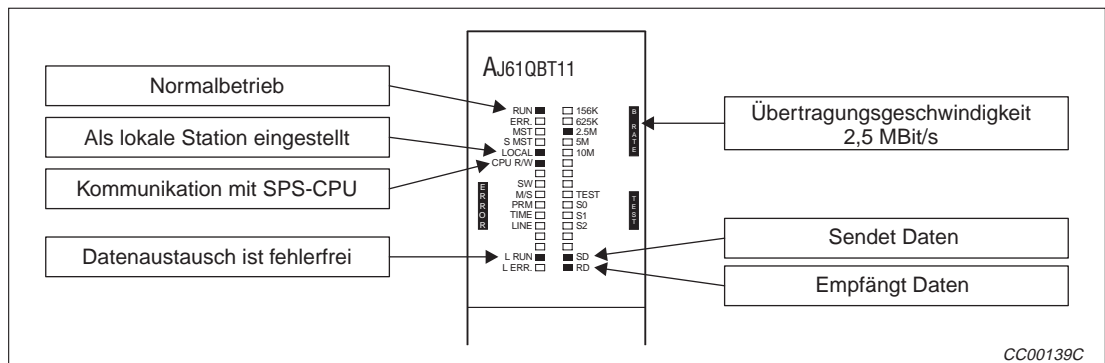 AJ61QBT11
Normalbetrieb
Als lokale Station eingestellt
Kommunikation mit SPS-CPU
Datenaustausch ist fehlerfrei
RUN
ERR.
MST
S MST
LOCAL
CPU R/W
ERROR
SW
M/S
PRM
TIME
LINE
L RUN
L ERR.
156K
625K
2.5M
5M
10M
B RATE
TEST
S0
S1
S2
TEST
SD
RD
Übertragungsgeschwindigkeit
2,5 MBit/s
Sendet Daten
Empfängt Daten
CC00139C